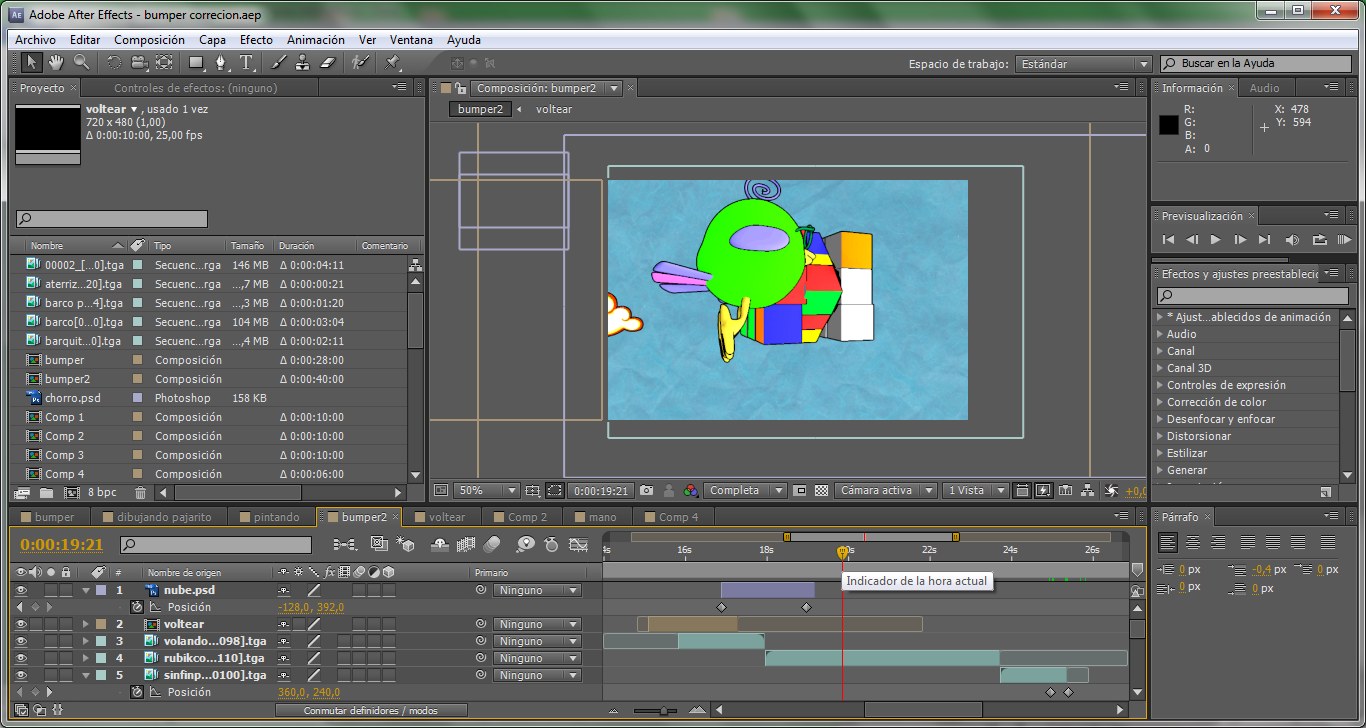 Adobe After Effects - bumper correcion.aep
Archivo Editar Composición Capa Efecto Animación Ver Ventana Ayuda
Espacio de trabajo: Estándar Buscar en la Ayuda
Proyecto Controles de efectos: (ninguno)
voltear , usado 1 vez
720 x 480 (1,00)
Δ 0:00:10:00, 25,00 fps
Nombre Tipo Tamaño Duración Comentario
00002_[...0].tga Secuenc...rga 146 MB Δ 0:00:04:11
aterriz...20].tga Secuenc...rga ...,7 MB Δ 0:00:00:21
barco p...4].tga Secuenc...rga ...,3 MB Δ 0:00:01:20
barco[0...0].tga Secuenc...rga 104 MB Δ 0:00:03:04
barquit...0].tga Secuenc...rga ...,4 MB Δ 0:00:02:11
bumper Composición Δ 0:00:28:00
bumper2 Composición Δ 0:00:40:00
chorro.psd Photoshop 158 KB
Comp 1 Composición Δ 0:00:10:00
Comp 2 Composición Δ 0:00:10:00
Comp 3 Composición Δ 0:00:10:00
Comp 4 Composición Δ 0:00:06:00
8 bpc
Composición: bumper2
bumper2 voltear
50% 0:00:19:21 Completa Cámara activa 1 Vista +0,0
Información Audio
R: X: 478
G: Y: 594
B:
A: 0
Previsualización
Efectos y ajustes preestablecic
* Ajust...ablecidos de animación
Audio
Canal
Canal 3D
Controles de expresión
Corrección de color
Desenfocar y enfocar
Distorsionar
Estilizar
Generar
bumper dibujando pajarito pintando bumper2 voltear Comp 2 mano Comp 4
0:00:19:21
4s 16s 18s 20s 22s 24s 26s
# Nombre de origen fx Primario
1 nube.psd Ninguno
Posición -128,0, 392,0
2 voltear Ninguno
3 volando...098].tga Ninguno
4 rubikco...110].tga Ninguno
5 sinfinp...0100].tga Ninguno
Posición 360,0, 240,0
Conmutar definidores / modos
Indicador de la hora actual
Párrafo
0 px -0,4 px 0 px
0 px 0 px